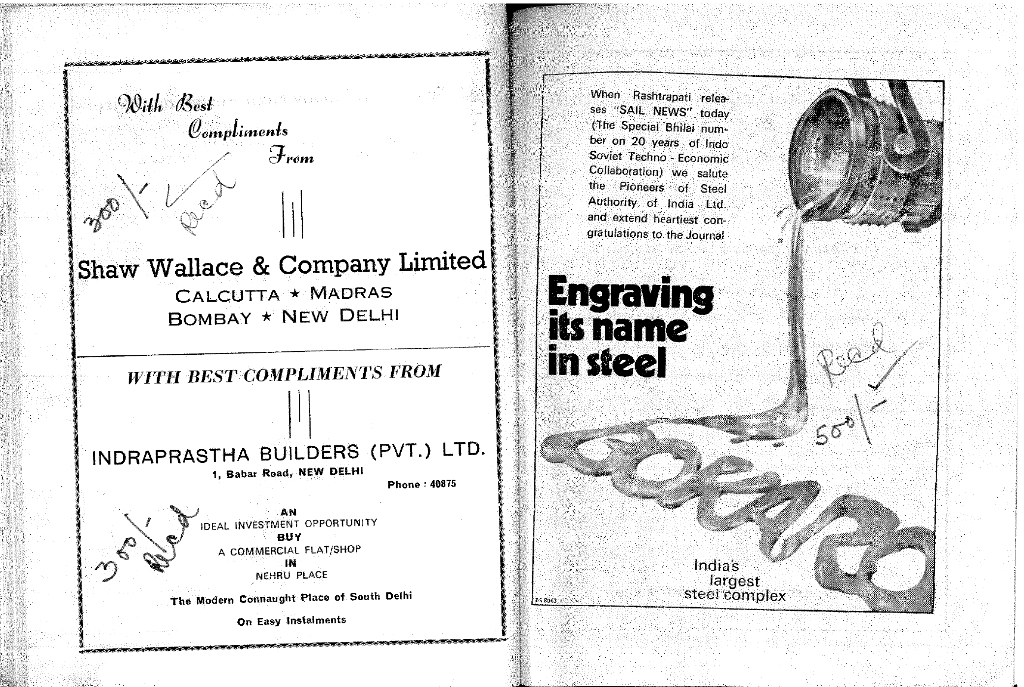 With Best
Compliments
From
300/-
Recd
Shaw Wallace & Company Limited
CALCUTTA ★ MADRAS
BOMBAY ★ NEW DELHI
WITH BEST COMPLIMENTS FROM
INDRAPRASTHA BUILDERS (PVT.) LTD.
1, Babar Road, NEW DELHI
Phone : 40875
300/-
Recd
AN
IDEAL INVESTMENT OPPORTUNITY
BUY
A COMMERCIAL FLAT/SHOP
IN
NEHRU PLACE
The Modern Connaught Place of South Delhi
On Easy Instalments
When Rashtrapati relea-
ses "SAIL NEWS" today
(The Special Bhilai num-
ber on 20 years of Indo
Soviet Techno - Economic
Collaboration) we salute
the Pioneers of Steel
Authority of India Ltd.
and extend heartiest con-
gratulations to the Journal
Engraving
its name
in steel
Recd
500/-
India's
largest
steel complex